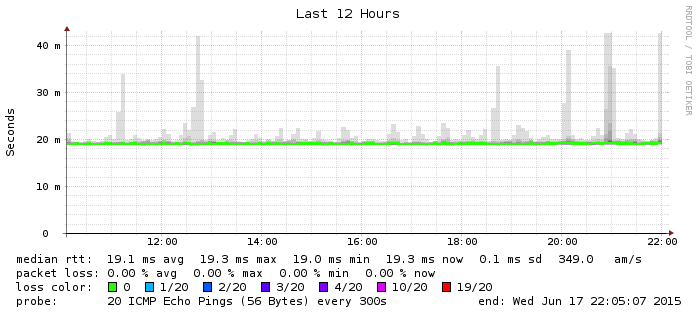 Last 12 Hours
RRDTOOL / TOBI OETIKER
Seconds
40 m
30 m
20 m
10 m
0
12:00 14:00 16:00 18:00 20:00 22:00
median rtt: 19.1 ms avg 19.3 ms max 19.0 ms min 19.3 ms now 0.1 ms sd 349.0 am/s
packet loss: 0.00 % avg 0.00 % max 0.00 % min 0.00 % now
loss color: 0 1/20 2/20 3/20 4/20 10/20 19/20
probe: 20 ICMP Echo Pings (56 Bytes) every 300s end: Wed Jun 17 22:05:07 2015